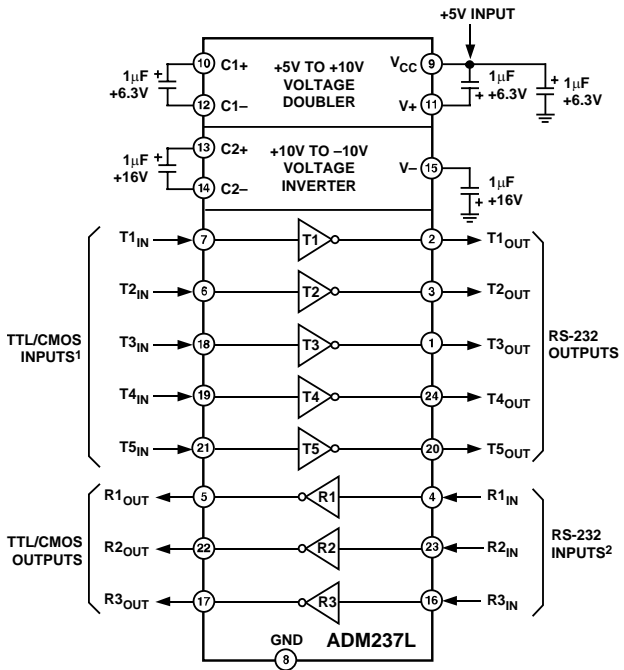 +5V INPUT
10 C1+ +5V TO +10V VOLTAGE DOUBLER VCC 9
1μF +6.3V +
12 C1–
1μF + +6.3V
1μF + +6.3V
V+ 11
13 C2+ +10V TO –10V VOLTAGE INVERTER V– 15
1μF +16V +
14 C2–
1μF + +16V
TTL/CMOS INPUTS1
T1IN 7 T1 2 T1OUT
T2IN 6 T2 3 T2OUT
T3IN 18 T3 1 T3OUT
T4IN 19 T4 24 T4OUT
T5IN 21 T5 20 T5OUT
RS-232 OUTPUTS
TTL/CMOS OUTPUTS
R1OUT 5 R1 4 R1IN
R2OUT 22 R2 23 R2IN
R3OUT 17 R3 16 R3IN
RS-232 INPUTS2
GND 8 ADM237L